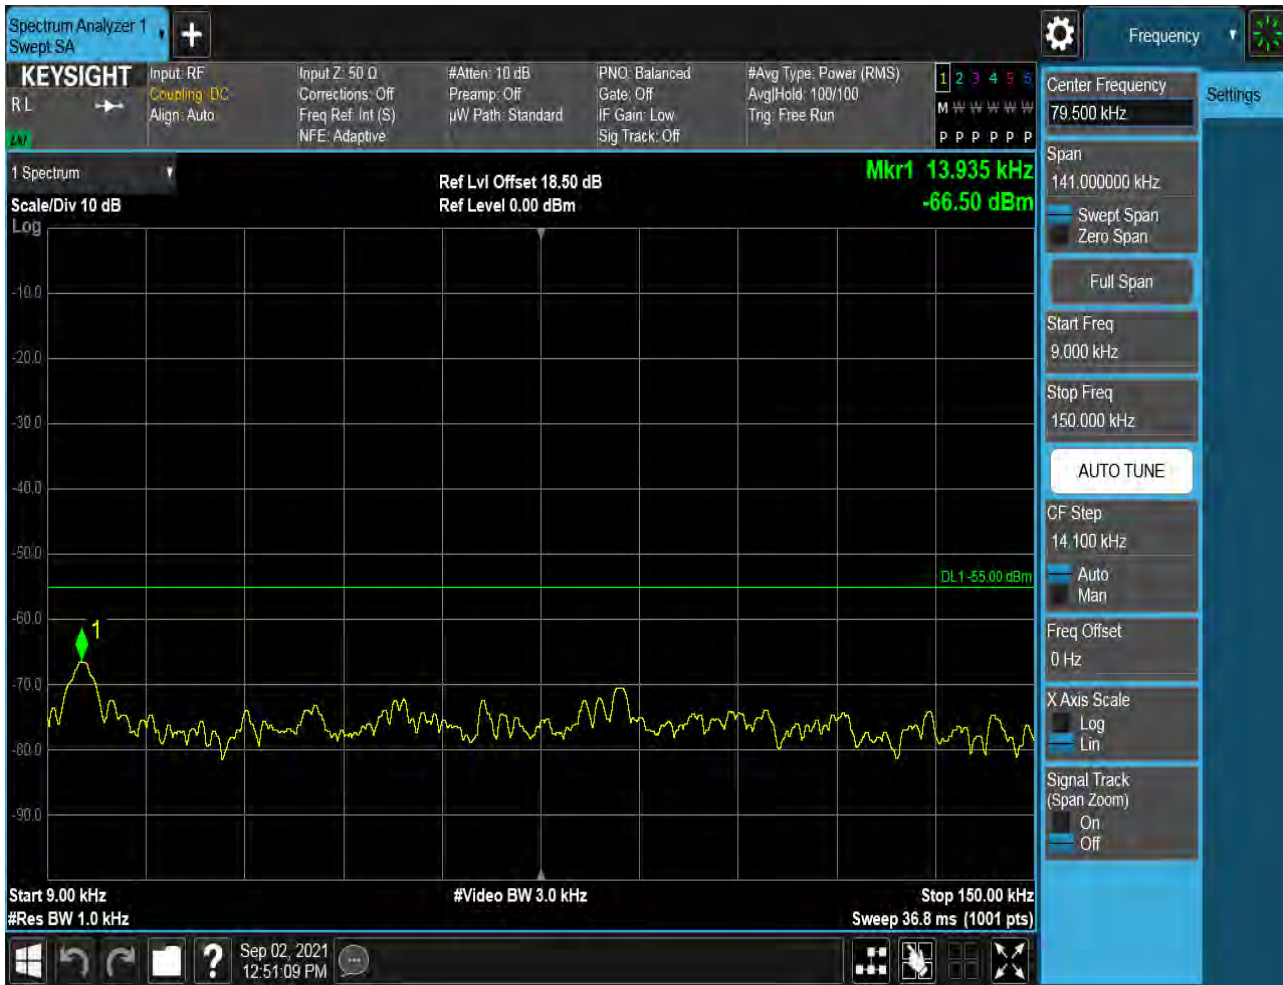 Spectrum Analyzer 1
Swept SA
Frequency
KEYSIGHT
R L
LXI
Input: RF
Coupling: DC
Align: Auto
Input Z: 50 Ω
Corrections: Off
Freq Ref: Int (S)
NFE: Adaptive
#Atten: 10 dB
Preamp: Off
µW Path: Standard
PNO: Balanced
Gate: Off
IF Gain: Low
Sig Track: Off
#Avg Type: Power (RMS)
Avg|Hold: 100/100
Trig: Free Run
1 2 3 4 5 6
M W W W W W
P P P P P P
1 Spectrum
Scale/Div 10 dB
Log
Ref Lvl Offset 18.50 dB
Ref Level 0.00 dBm
Mkr1 13.935 kHz
-66.50 dBm
-10.0
-20.0
-30.0
-40.0
-50.0
DL1 -55.00 dBm
-60.0
1
-70.0
-80.0
-90.0
Start 9.00 kHz
#Res BW 1.0 kHz
#Video BW 3.0 kHz
Stop 150.00 kHz
Sweep 36.8 ms (1001 pts)
Center Frequency
79.500 kHz
Settings
Span
141.000000 kHz
Swept Span
Zero Span
Full Span
Start Freq
9.000 kHz
Stop Freq
150.000 kHz
AUTO TUNE
CF Step
14.100 kHz
Auto
Man
Freq Offset
0 Hz
X Axis Scale
Log
Lin
Signal Track
(Span Zoom)
On
Off
?
Sep 02, 2021
12:51:09 PM